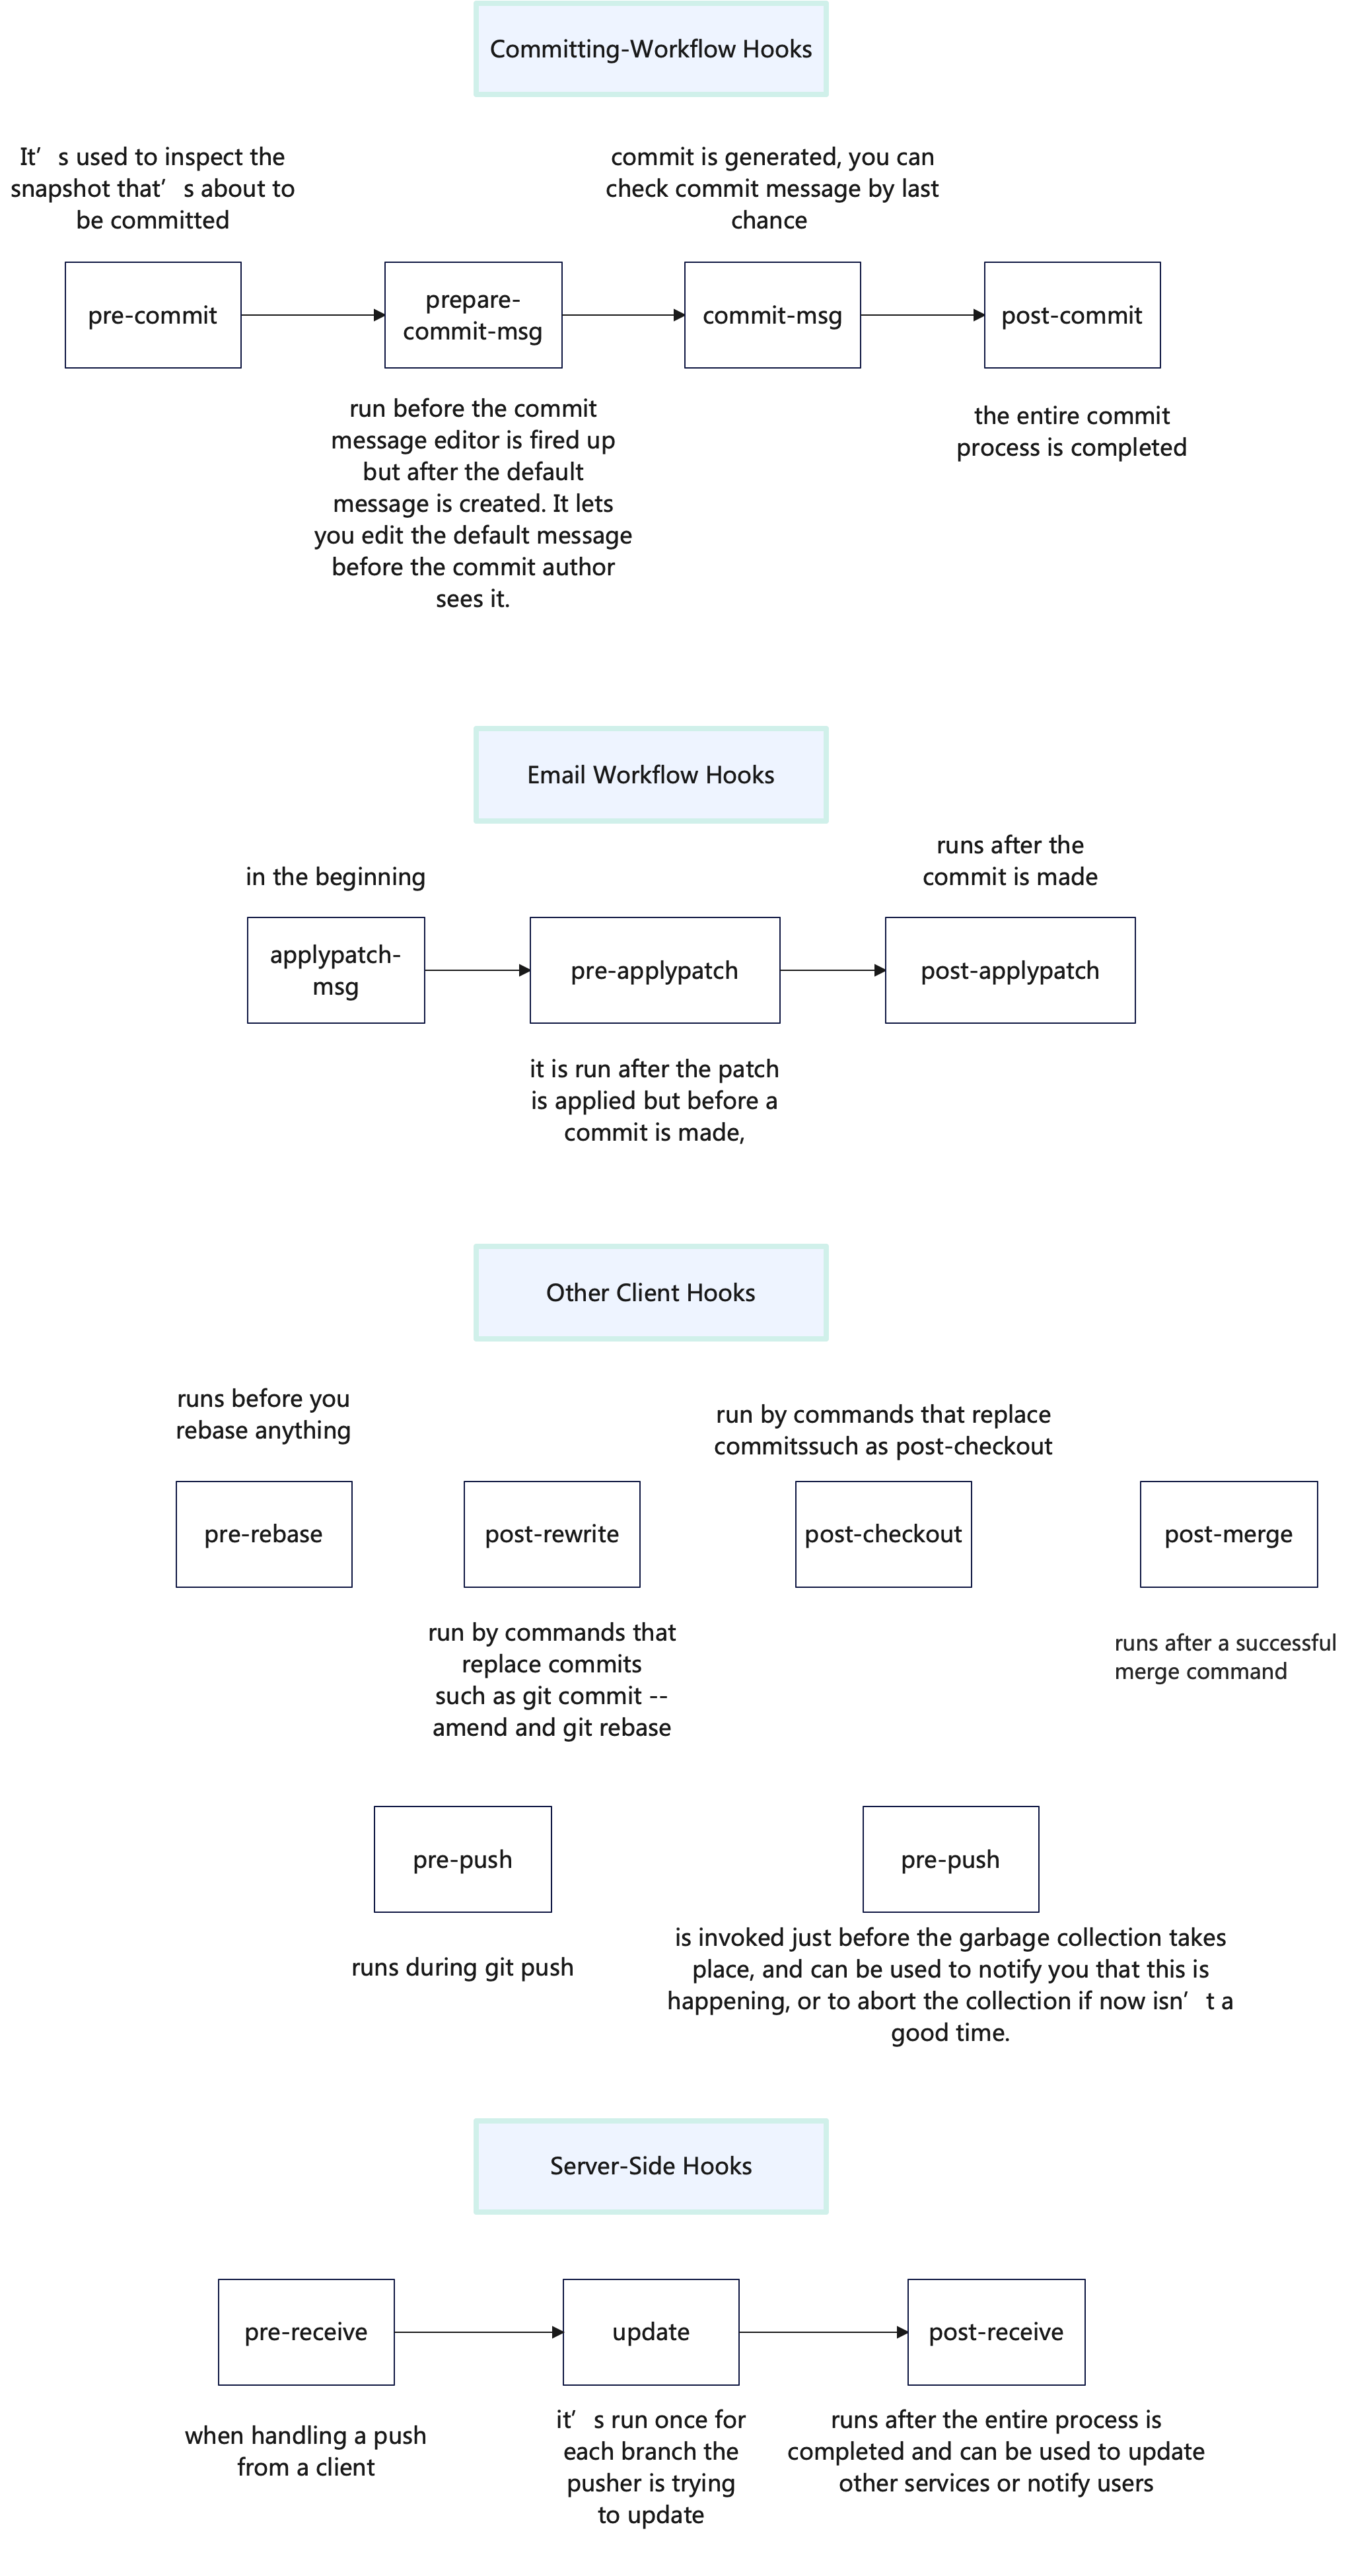 Committing-Workflow Hooks
It’s used to inspect the
snapshot that’s about to
be committed
commit is generated, you can
check commit message by last
chance
pre-commit
prepare-
commit-msg
commit-msg
post-commit
run before the commit
message editor is fired up
but after the default
message is created. It lets
you edit the default message
before the commit author
sees it.
the entire commit
process is completed
Email Workflow Hooks
in the beginning
runs after the
commit is made
applypatch-
msg
pre-applypatch
post-applypatch
it is run after the patch
is applied but before a
commit is made,
Other Client Hooks
runs before you
rebase anything
run by commands that replace
commitssuch as post-checkout
pre-rebase
post-rewrite
post-checkout
post-merge
run by commands that
replace commits
such as git commit --
amend and git rebase
runs after a successful
merge command
pre-push
pre-push
runs during git push
is invoked just before the garbage collection takes
place, and can be used to notify you that this is
happening, or to abort the collection if now isn’t a
good time.
Server-Side Hooks
pre-receive
update
post-receive
when handling a push
from a client
it’s run once for
each branch the
pusher is trying
to update
runs after the entire process is
completed and can be used to update
other services or notify users